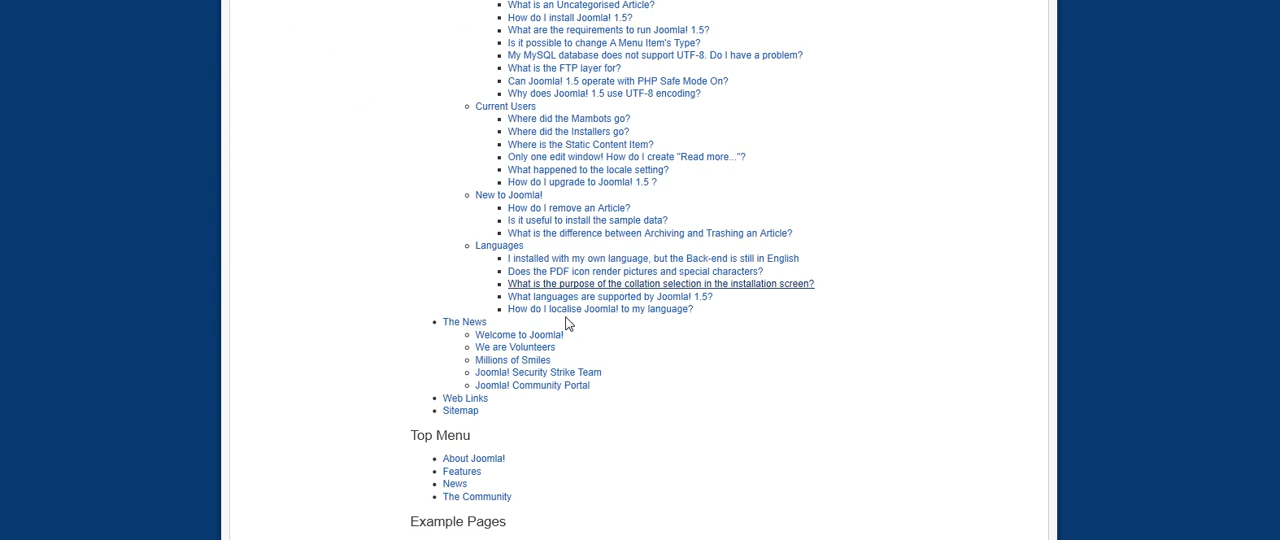 What is an Uncategorised Article?
How do I install Joomla! 1.5?
What are the requirements to run Joomla! 1.5?
Is it possible to change A Menu Item's Type?
My MySQL database does not support UTF-8. Do I have a problem?
What is the FTP layer for?
Can Joomla! 1.5 operate with PHP Safe Mode On?
Why does Joomla! 1.5 use UTF-8 encoding?
Current Users
Where did the Mambots go?
Where did the Installers go?
Where is the Static Content Item?
Only one edit window! How do I create "Read more..."?
What happened to the locale setting?
How do I upgrade to Joomla! 1.5 ?
New to Joomla!
How do I remove an Article?
Is it useful to install the sample data?
What is the difference between Archiving and Trashing an Article?
Languages
I installed with my own language, but the Back-end is still in English
Does the PDF icon render pictures and special characters?
What is the purpose of the collation selection in the installation screen?
What languages are supported by Joomla! 1.5?
How do I localise Joomla! to my language?
The News
Welcome to Joomla!
We are Volunteers
Millions of Smiles
Joomla! Security Strike Team
Joomla! Community Portal
Web Links
Sitemap
Top Menu
About Joomla!
Features
News
The Community
Example Pages